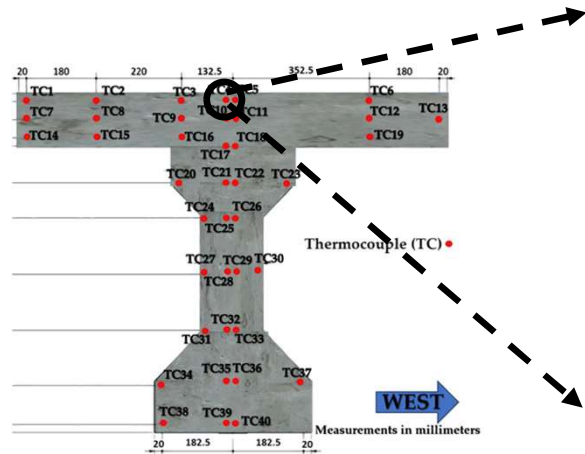 20 180 220 132.5 352.5 180 20
TC1 TC2 TC3 TC5 TC6
TC7 TC8 TC9 TC10 TC11 TC12 TC13
TC14 TC15 TC16 TC18 TC19
TC17
TC20 TC21 TC22 TC23
TC24 TC26
TC25
Thermocouple (TC)
TC27 TC29 TC30
TC28
TC32
TC31 TC33
TC34 TC35 TC36 TC37
WEST
TC38 TC39 TC40
Measurements in millimeters
20 182.5 182.5 20